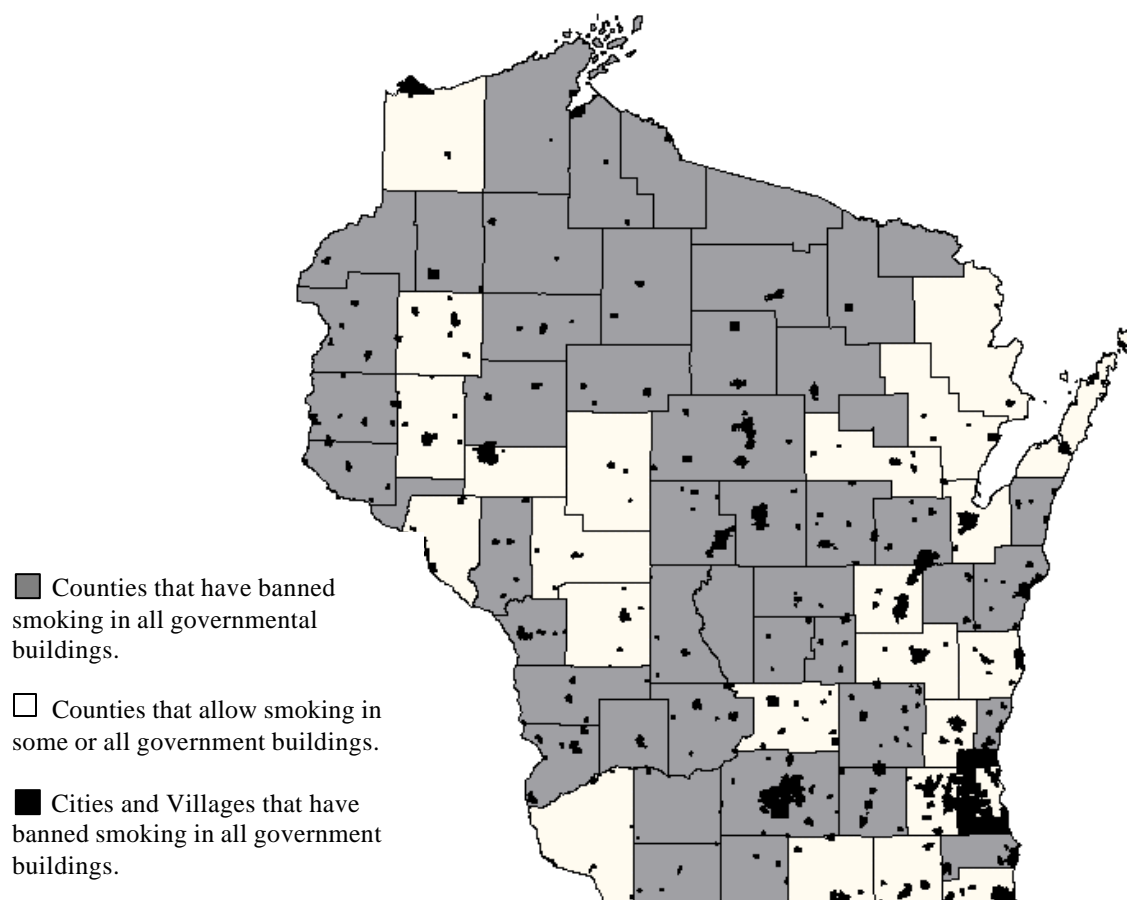 Counties that have banned
smoking in all governmental
buildings.
Counties that allow smoking in
some or all government buildings.
Cities and Villages that have
banned smoking in all government
buildings.